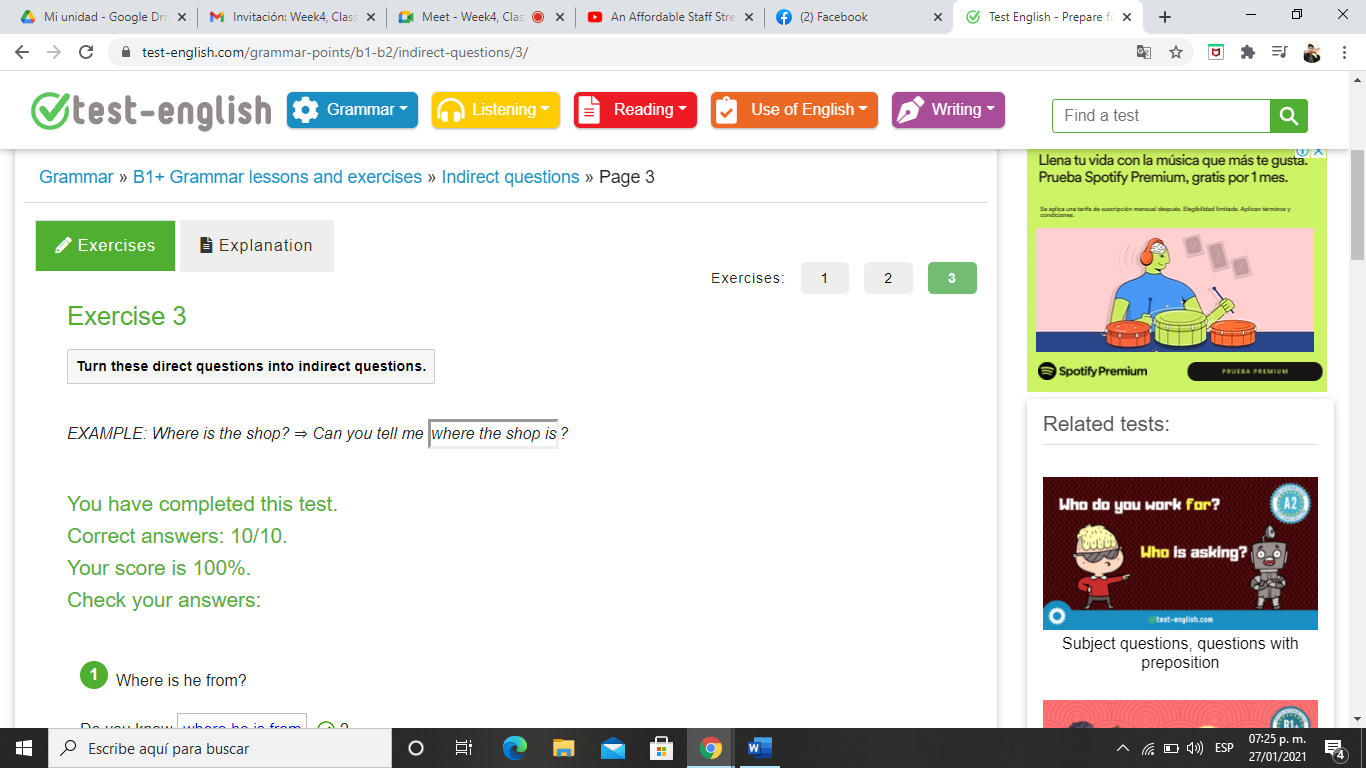 Mi unidad - Google Dri
Invitación: Week4, Class
Meet - Week4, Clas
An Affordable Staff Stre
(2) Facebook
Test English - Prepare fo
test-english.com/grammar-points/b1-b2/indirect-questions/3/
test-english
Grammar
Listening
Reading
Use of English
Writing
Find a test
Grammar » B1+ Grammar lessons and exercises » Indirect questions » Page 3
Exercises
Explanation
Exercises: 1 2 3
Exercise 3
Turn these direct questions into indirect questions.
EXAMPLE: Where is the shop? ⇒ Can you tell me where the shop is ?
You have completed this test.
Correct answers: 10/10.
Your score is 100%.
Check your answers:
1 Where is he from?
Do you know where he is from ?
Llena tu vida con la música que más te gusta.
Prueba Spotify Premium, gratis por 1 mes.
Se aplica una tarifa de suscripción mensual después. Elegibilidad limitada. Aplican términos y
condiciones.
Spotify Premium
PRUEBA PREMIUM
Related tests:
Who do you work for?
A2
Who is asking?
test-english.com
Subject questions, questions with
preposition
B1+
Escribe aquí para buscar
ESP
07:25 p. m.
27/01/2021
4